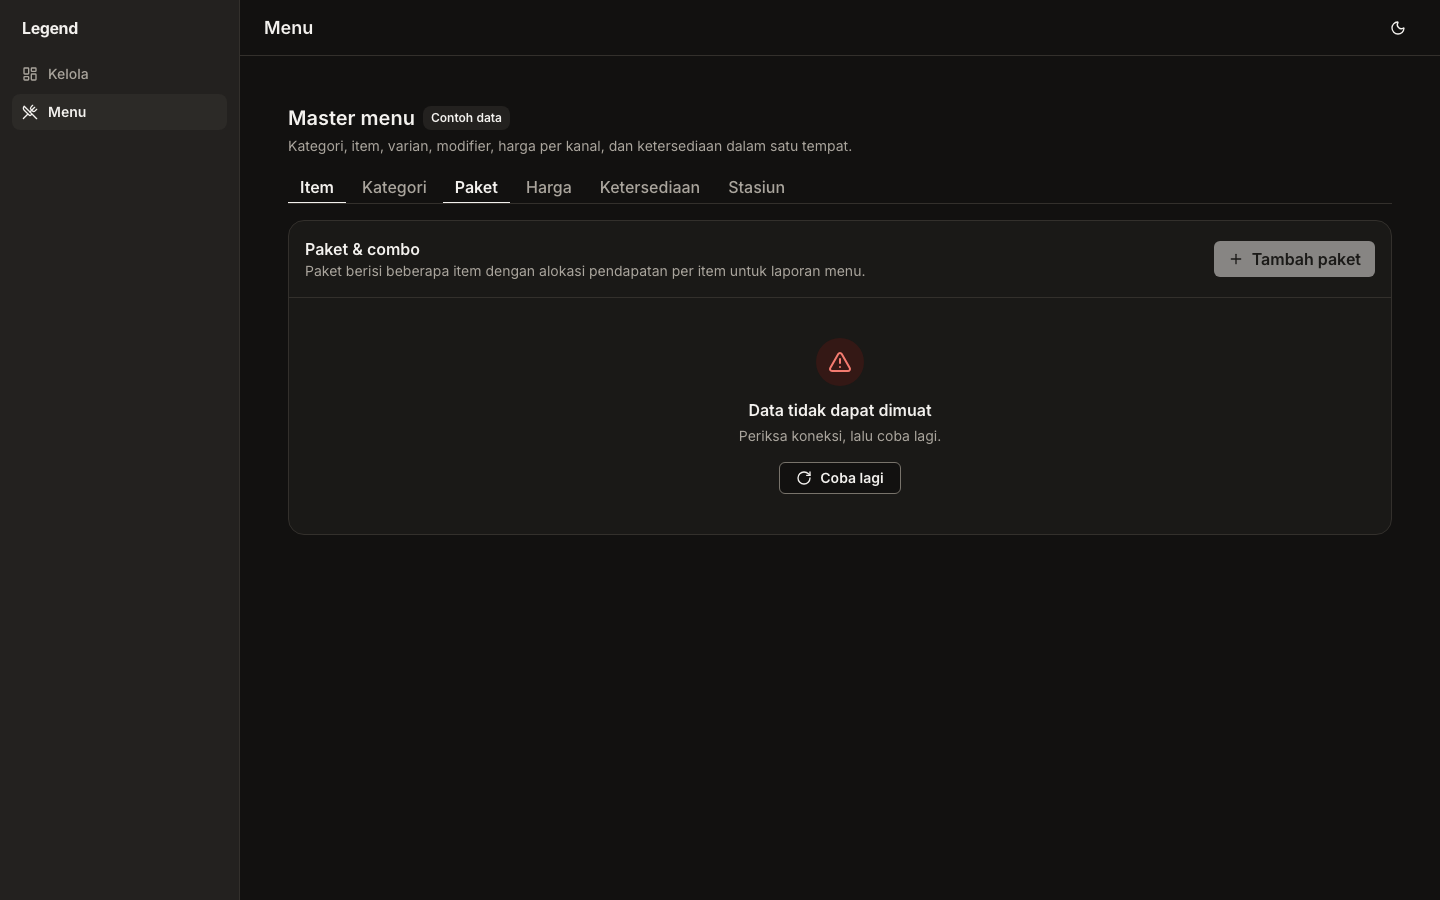 Legend
Kelola
Menu
Menu
Master menu
Contoh data
Kategori, item, varian, modifier, harga per kanal, dan ketersediaan dalam satu tempat.
Item
Kategori
Paket
Harga
Ketersediaan
Stasiun
Paket & combo
Paket berisi beberapa item dengan alokasi pendapatan per item untuk laporan menu.
Tambah paket
Data tidak dapat dimuat
Periksa koneksi, lalu coba lagi.
Coba lagi